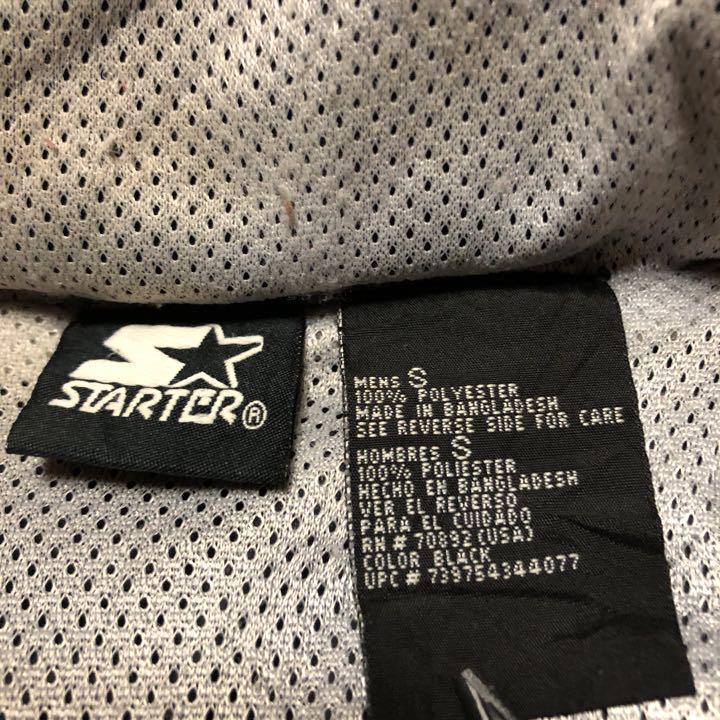 STARTER®
MENS S
100% POLYESTER
MADE IN BANGLADESH
SEE REVERSE SIDE FOR CARE
HOMBRES S
100% POLIESTER
HECHO EN BANGLADESH
VER EL REVERSO
PARA EL CUIDADO
RN# 70892 (USA)
COLOR BLACK
UPC# 739754344077